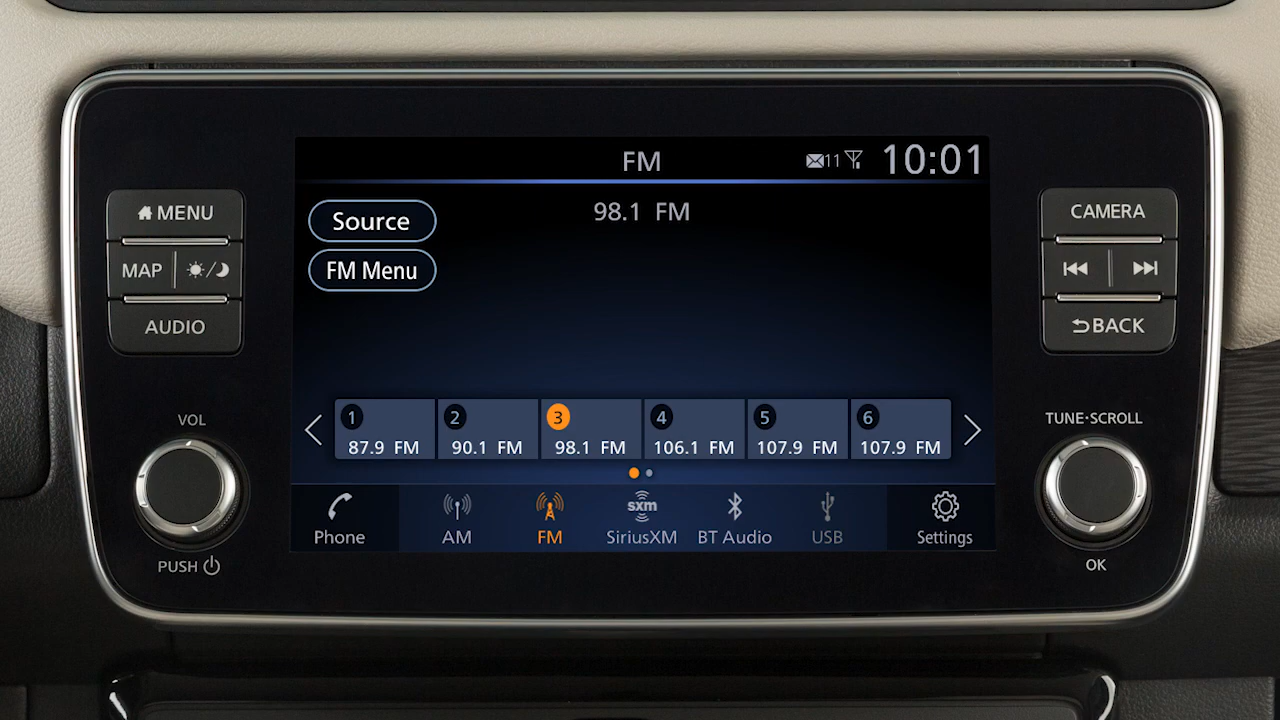 FM
11
10:01
MENU
MAP
AUDIO
VOL
PUSH
Source
FM Menu
98.1 FM
1
87.9 FM
2
90.1 FM
3
98.1 FM
4
106.1 FM
5
107.9 FM
6
107.9 FM
Phone
AM
FM
sxm
SiriusXM
BT Audio
USB
Settings
CAMERA
BACK
TUNE·SCROLL
OK